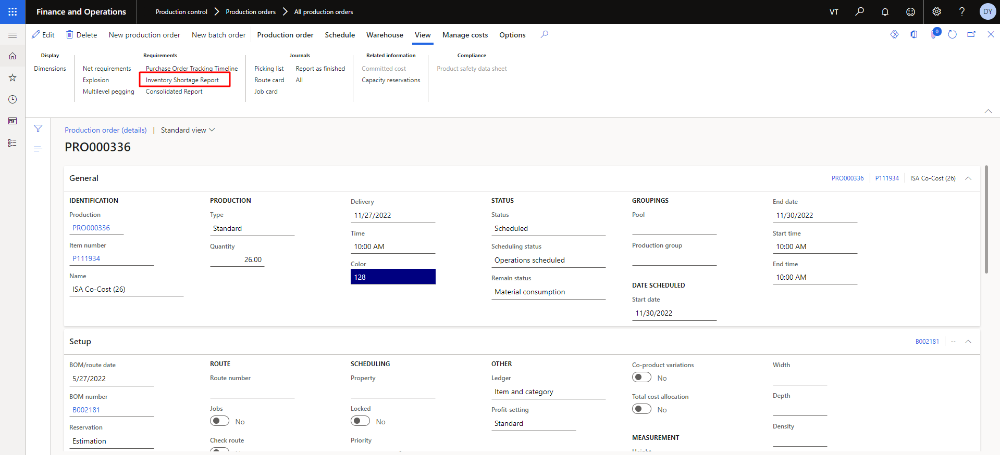 Finance and Operations
Production control > Production orders > All production orders
VT
DY
Edit
Delete
New production order
New batch order
Production order
Schedule
Warehouse
View
Manage costs
Options
0
Display
Dimensions
Requirements
Net requirements
Explosion
Multilevel pegging
Purchase Order Tracking Timeline
Inventory Shortage Report
Consolidated Report
Journals
Picking list
Route card
Job card
Report as finished
All
Related information
Committed cost
Capacity reservations
Compliance
Product safety data sheet
Production order (details) | Standard view
PRO000336
General
PRO000336
P111934
ISA Co-Cost (26)
IDENTIFICATION
Production
PRO000336
Item number
P111934
Name
ISA Co-Cost (26)
PRODUCTION
Type
Standard
Quantity
26.00
Delivery
11/27/2022
Time
10:00 AM
Color
128
STATUS
Status
Scheduled
Scheduling status
Operations scheduled
Remain status
Material consumption
GROUPINGS
Pool
Production group
DATE SCHEDULED
Start date
11/30/2022
End date
11/30/2022
Start time
10:00 AM
End time
10:00 AM
Setup
B002181
--
BOM/route date
5/27/2022
BOM number
B002181
Reservation
Estimation
ROUTE
Route number
Jobs
No
Check route
SCHEDULING
Property
Locked
No
Priority
OTHER
Ledger
Item and category
Profit-setting
Standard
Co-product variations
No
Total cost allocation
No
MEASUREMENT
Width
Depth
Density